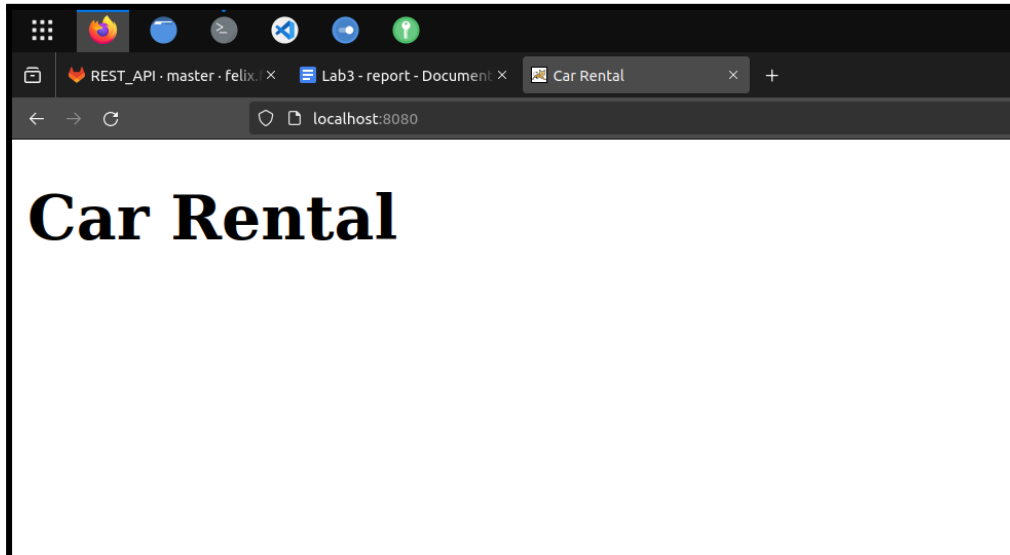 REST_API · master · felix.f
Lab3 - report - Document
Car Rental
localhost:8080
Car Rental